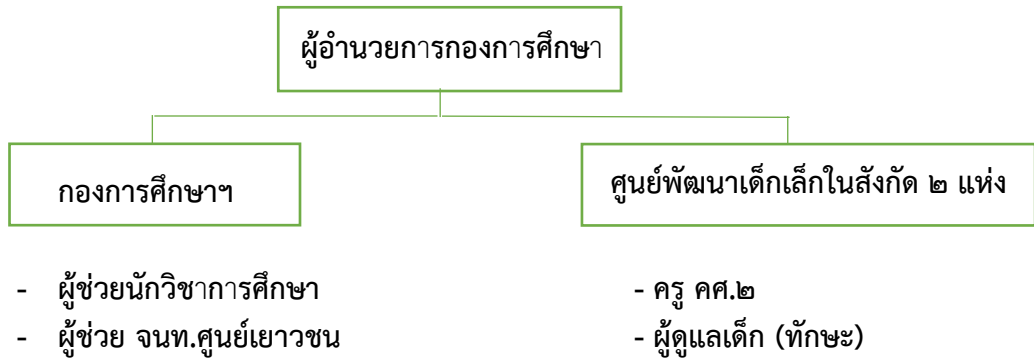 ผู้อำนวยการกองการศึกษา
กองการศึกษาฯ
ศูนย์พัฒนาเด็กเล็กในสังกัด ๒ แห่ง
- ผู้ช่วยนักวิชาการศึกษา
- ผู้ช่วย จนท.ศูนย์เยาวชน
- ครู คศ.๒
- ผู้ดูแลเด็ก (ทักษะ)